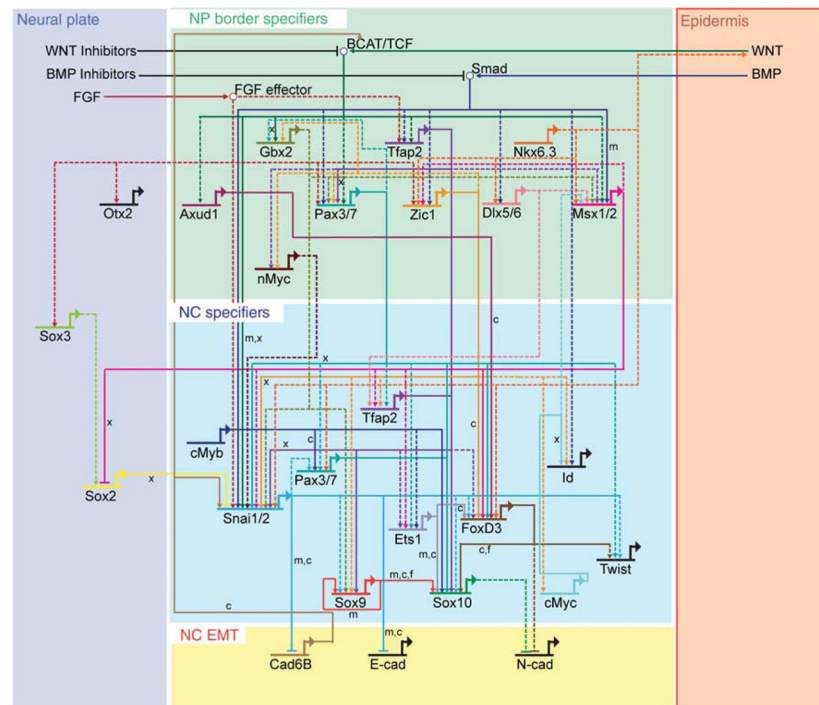 Neural plate
NP border specifiers
Epidermis
WNT Inhibitors
BCAT/TCF
WNT
BMP Inhibitors
Smad
BMP
FGF
FGF effector
x
Gbx2
Tfap2
Nkx6,3
m
x
Otx2
Axud1
Pax3/7
Zic1
Dlx5/6
Msx1/2
nMyc
NC specifiers
c
Sox3
m,x
x
x
Tfap2
x
c
cMyb
c
x
x
Pax3/7
Id
x
Sox2
Snai1/2
c
FoxD3
Ets1
m,c
m,c
c,f
Twist
m,c,f
Sox9
Sox10
cMyc
m
c
NC EMT
m,c
Cad6B
E-cad
N-cad